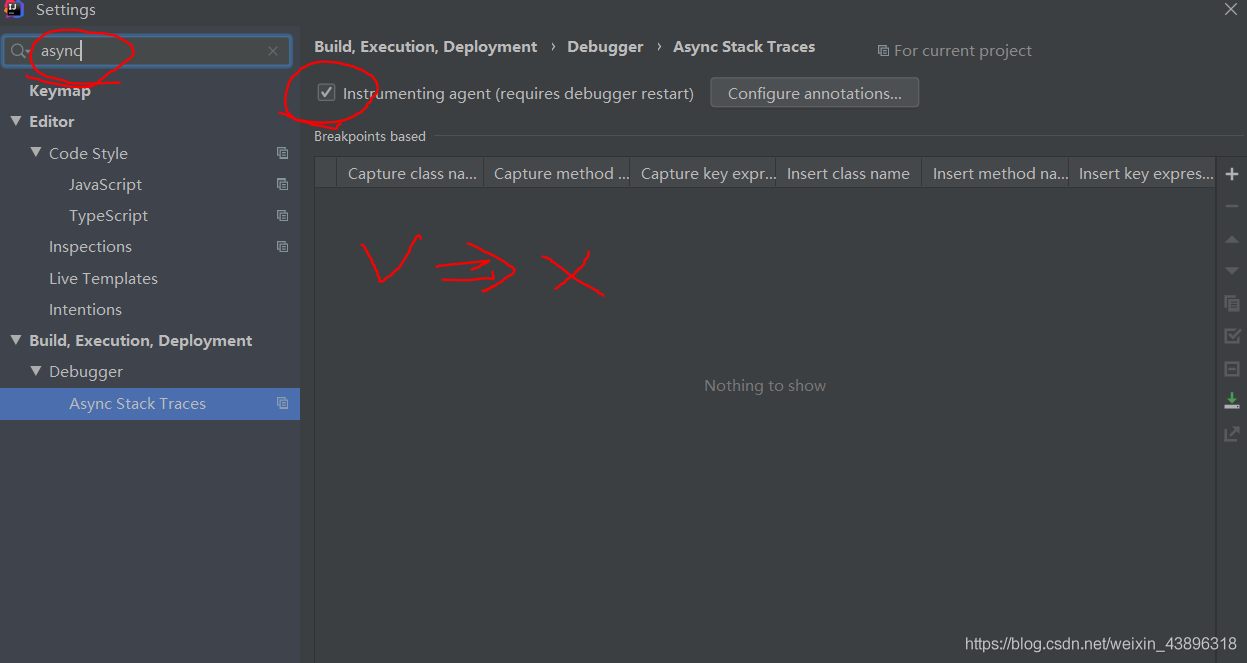 Settings
async
Keymap
Editor
Code Style
JavaScript
TypeScript
Inspections
Live Templates
Intentions
Build, Execution, Deployment
Debugger
Async Stack Traces
Build, Execution, Deployment › Debugger › Async Stack Traces For current project
Instrumenting agent (requires debugger restart) Configure annotations...
Breakpoints based
Capture class na... Capture method ... Capture key expr... Insert class name Insert method na... Insert key expres...
V ⇒ X
Nothing to show
https://blog.csdn.net/weixin_43896318